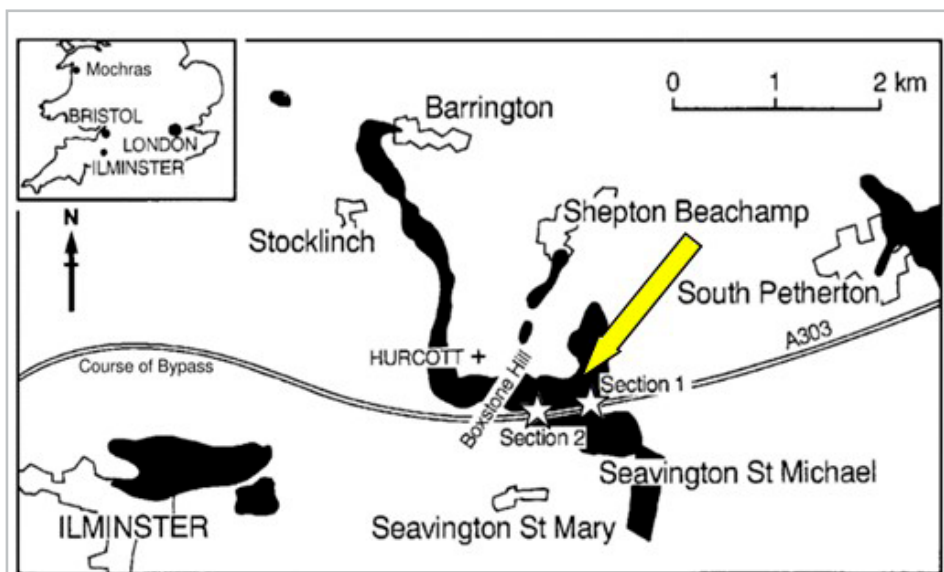 Mochras
BRISTOL
LONDON
ILMINSTER
N
0 1 2 km
Barrington
Stocklinch
Shepton Beachamp
South Petherton
A303
HURCOTT +
Course of Bypass
Boxstone Hill
Section 1
Section 2
Seavington St Michael
Seavington St Mary
ILMINSTER